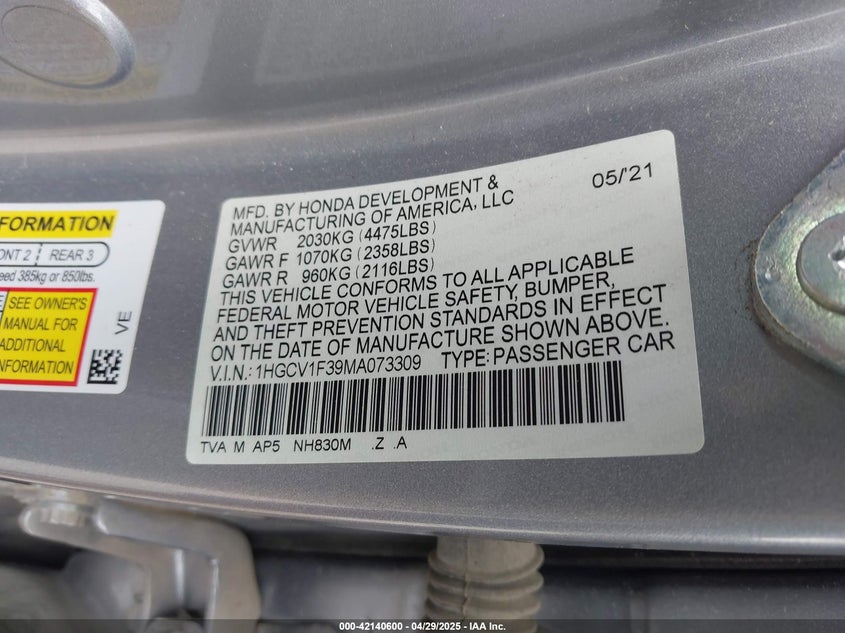 FORMATION
ONT 2 REAR 3
eed 385kg or 850lbs.
SEE OWNER'S
MANUAL FOR
ADDITIONAL
INFORMATION
VE
MFD. BY HONDA DEVELOPMENT & 05/'21
MANUFACTURING OF AMERICA, LLC
GVWR 2030KG (4475LBS)
GAWR F 1070KG (2358LBS)
GAWR R 960KG (2116LBS)
THIS VEHICLE CONFORMS TO ALL APPLICABLE
FEDERAL MOTOR VEHICLE SAFETY, BUMPER,
AND THEFT PREVENTION STANDARDS IN EFFECT
ON THE DATE OF MANUFACTURE SHOWN ABOVE.
V.I.N.: 1HGCV1F39MA073309 TYPE: PASSENGER CAR
TVA M AP5 NH830M .Z .A
000-42140600 - 04/29/2025 - IAA Inc.